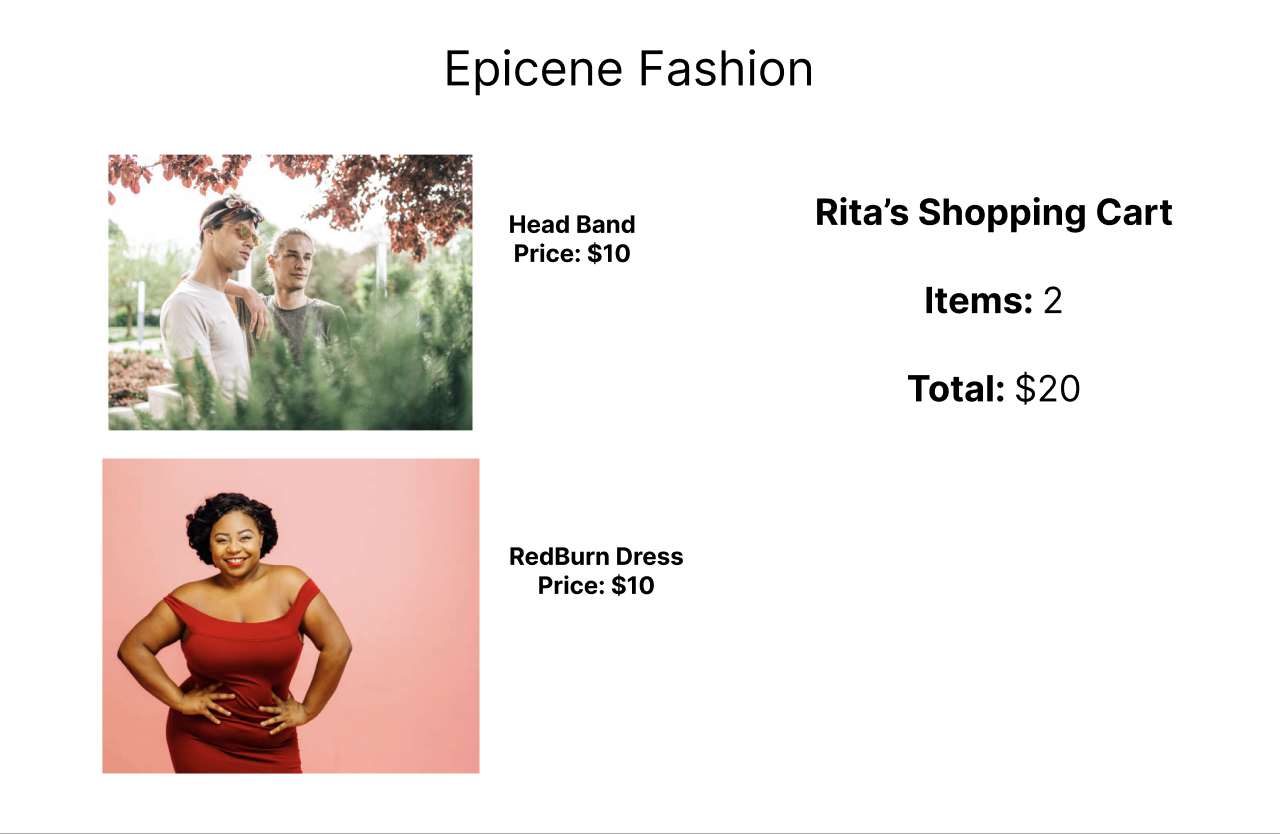 Epicene Fashion
Head Band
Price: $10
Rita’s Shopping Cart
Items: 2
Total: $20
RedBurn Dress
Price: $10